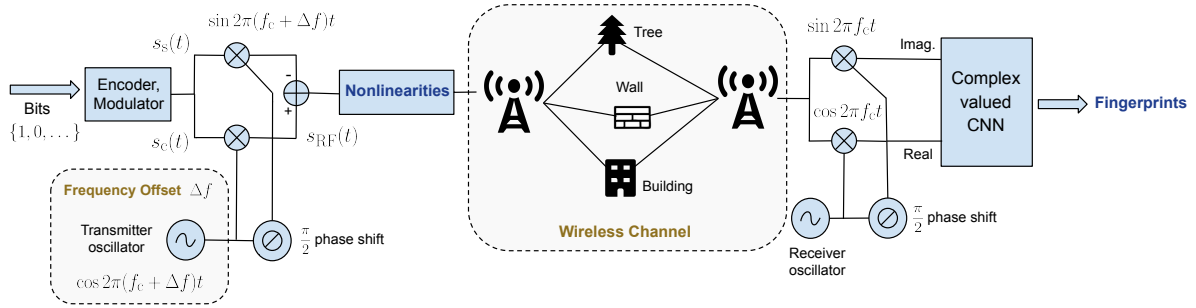 Bits
{1, 0, . . .}
Encoder,
Modulator
s_s(t)
s_c(t)
sin 2π(f_c + Δf)t
-
+
s_RF(t)
Frequency Offset Δf
Transmitter
oscillator
cos 2π(f_c + Δf)t
π/2 phase shift
Nonlinearities
Tree
Wall
Building
Wireless Channel
sin 2πf_c t
cos 2πf_c t
Imag.
Real
Receiver
oscillator
π/2 phase shift
Complex
valued
CNN
Fingerprints